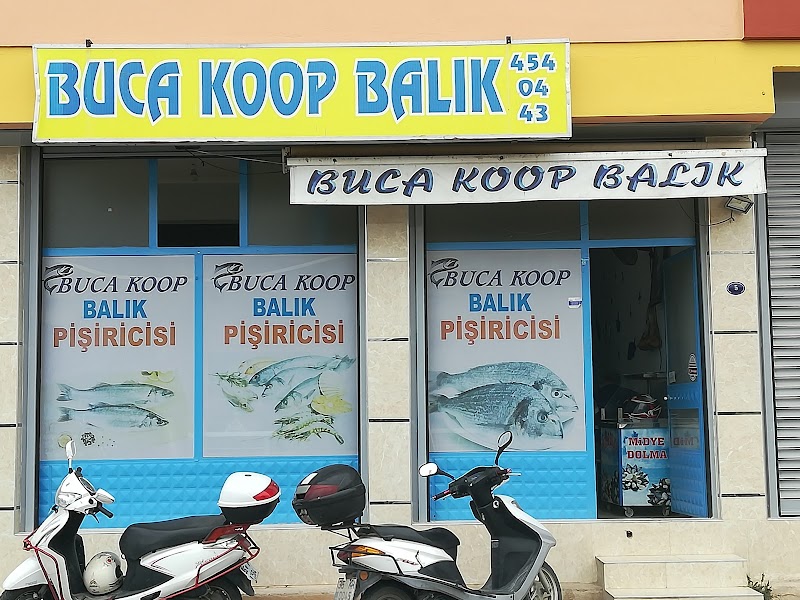 BUCA KOOP BALIK
454
04
43
BUCA KOOP BALIK
BUCA KOOP
BALIK
PİŞİRİCİSİ
BUCA KOOP
BALIK
PİŞİRİCİSİ
BUCA KOOP
BALIK
PİŞİRİCİSİ
MİDYE
DOLMA